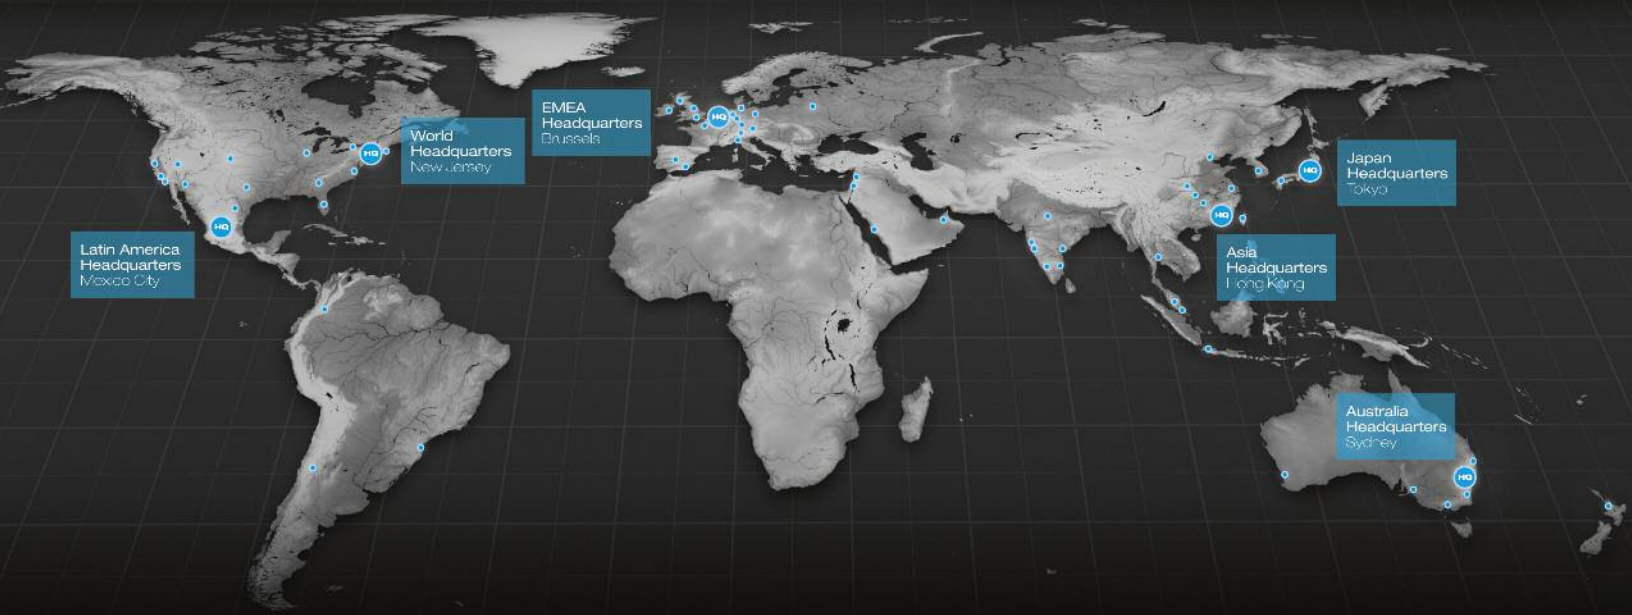 EMEA
Headquarters
Brussels
World
Headquarters
New Jersey
Japan
Headquarters
Tokyo
Latin America
Headquarters
Mexico City
Asia
Headquarters
Hong Kong
Australia
Headquarters
Sydney
HQ
HQ
HQ
HQ
HQ
HQ